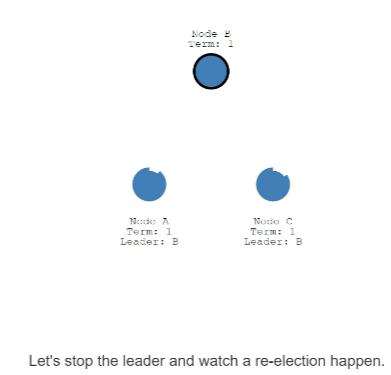 Node B
Term: 1
Node A
Term: 1
Leader: B
Node C
Term: 1
Leader: B
Let's stop the leader and watch a re-election happen.